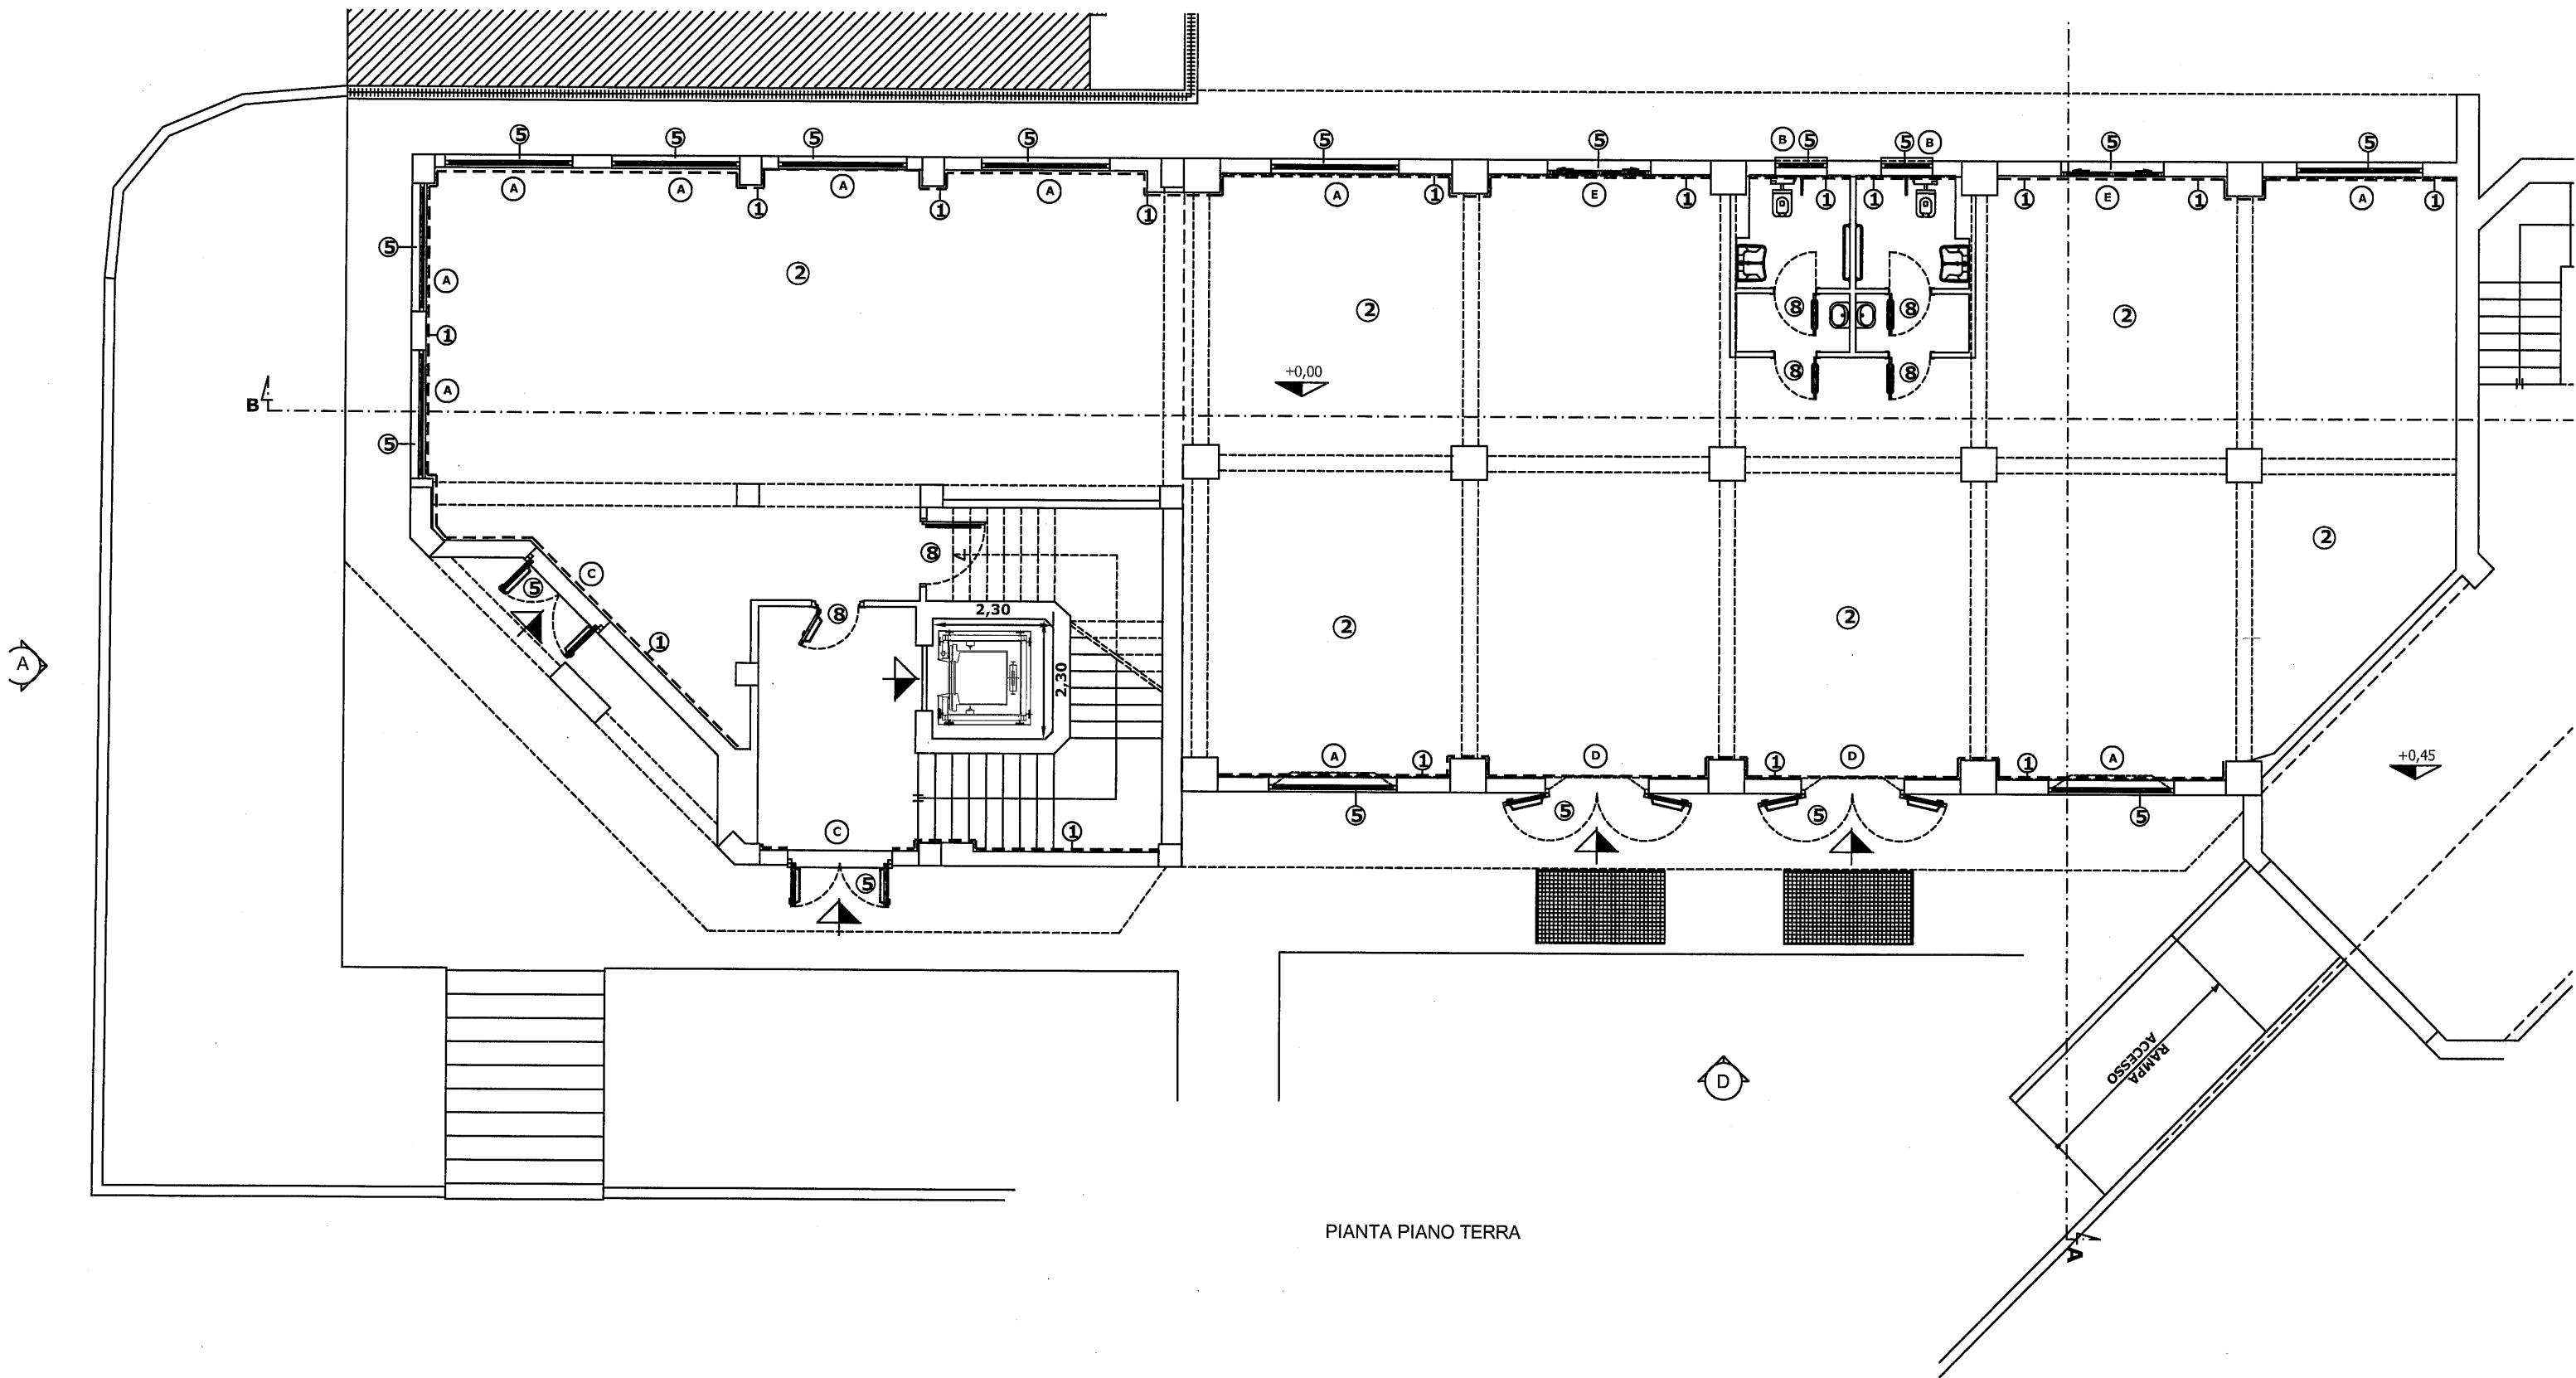 5 5 5 5 5 5 B 5 5 B 5 5
A A A A A 1 E 1 1 1 1 E 1 A 1
1 1 1
5
A
2
2
2
8 8
1
+0,00
8 8
A
B
5
2
8
C
5
2,30
8
2
2
1
A
2,30
+0,45
A 1 D 1 D 1 A
5 5 5 5
C 1
5
RAMPA
ACCESSO
D
PIANTA PIANO TERRA
A